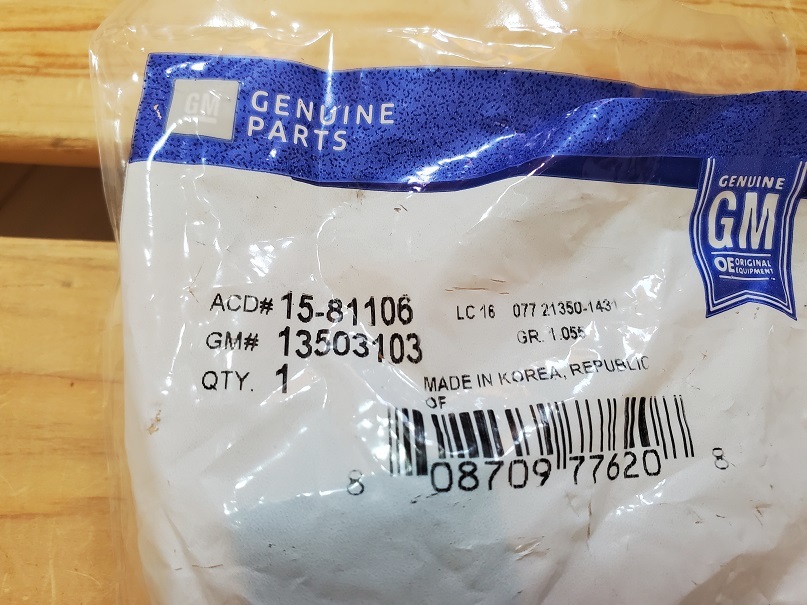 GM
GENUINE
PARTS
GENUINE
GM
OE ORIGINAL
EQUIPMENT
ACD# 15-81106
LC 16 077 21350-1431
GM# 13503103
GR. 1.055
QTY. 1
MADE IN KOREA, REPUBLIC
OF
8 08709 77620 8